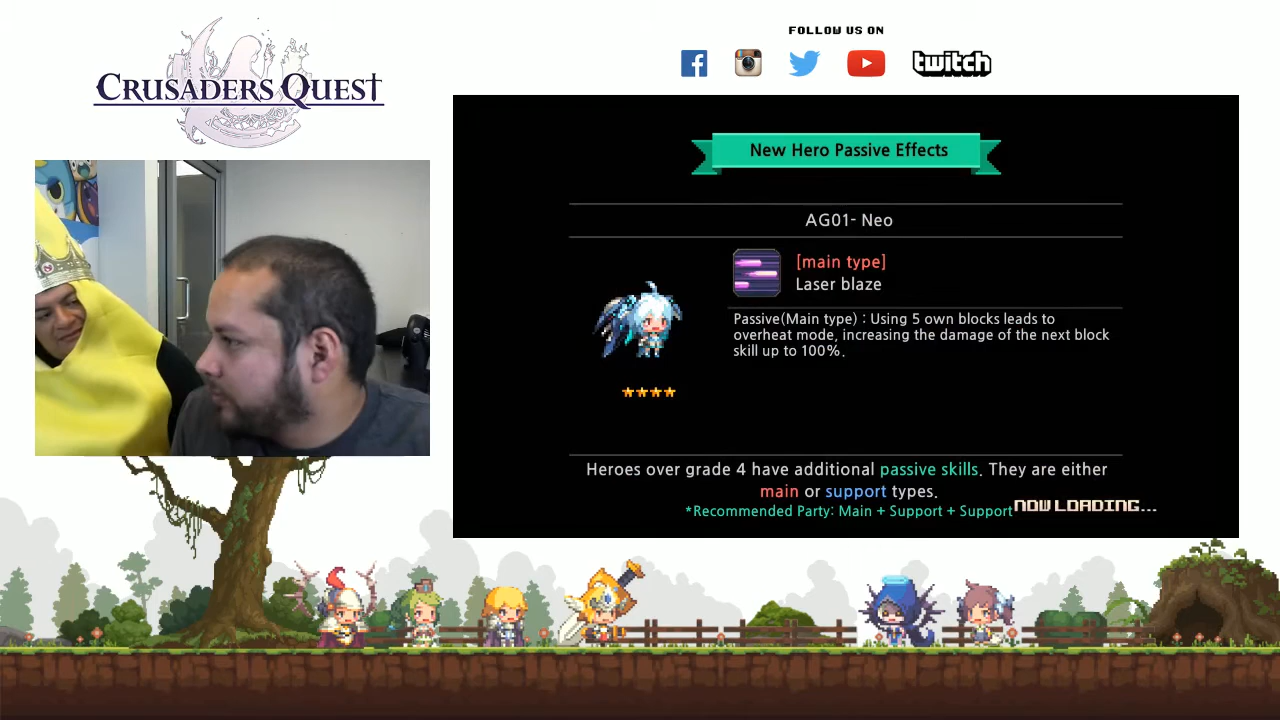 FOLLOW US ON
CRUSADERS QUEST
twitch
New Hero Passive Effects
AG01- Neo
[main type]
Laser blaze
Passive(Main type) : Using 5 own blocks leads to
overheat mode, increasing the damage of the next block
skill up to 100%.
Heroes over grade 4 have additional passive skills. They are either
main or support types.
*Recommended Party: Main + Support + Support
NOW LOADING...